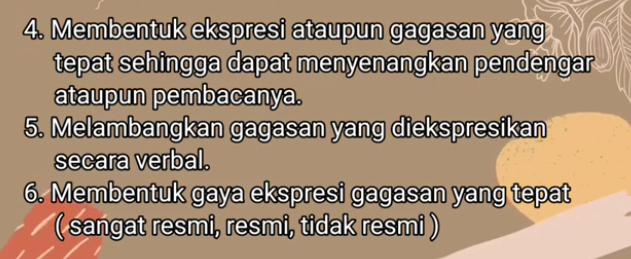 4. Membentuk ekspresi ataupun gagasan yang
tepat sehingga dapat menyenangkan pendengar
ataupun pembacanya.
5. Melambangkan gagasan yang diekspresikan
secara verbal.
6. Membentuk gaya ekspresi gagasan yang tepat
( sangat resmi, resmi, tidak resmi )